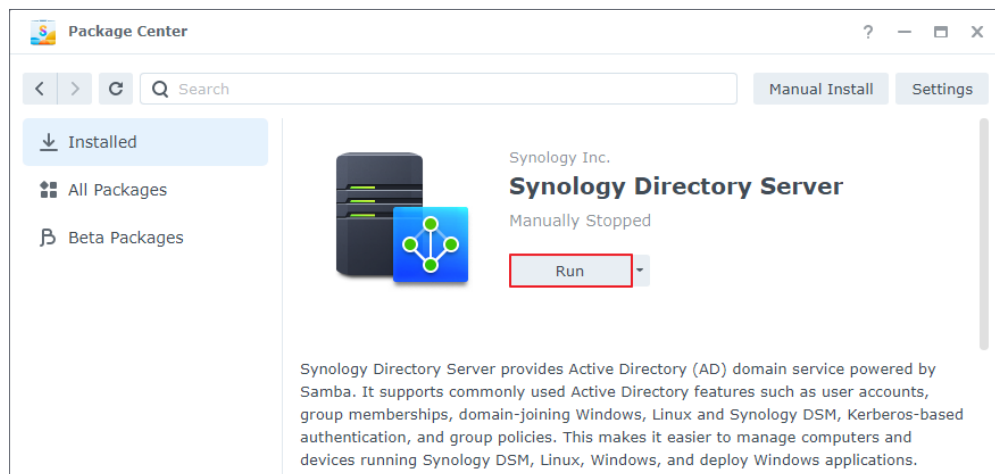 Package Center
Search
Manual Install
Settings
Installed
All Packages
Beta Packages
Synology Inc.
Synology Directory Server
Manually Stopped
Run
Synology Directory Server provides Active Directory (AD) domain service powered by
Samba. It supports commonly used Active Directory features such as user accounts,
group memberships, domain-joining Windows, Linux and Synology DSM, Kerberos-based
authentication, and group policies. This makes it easier to manage computers and
devices running Synology DSM, Linux, Windows, and deploy Windows applications.